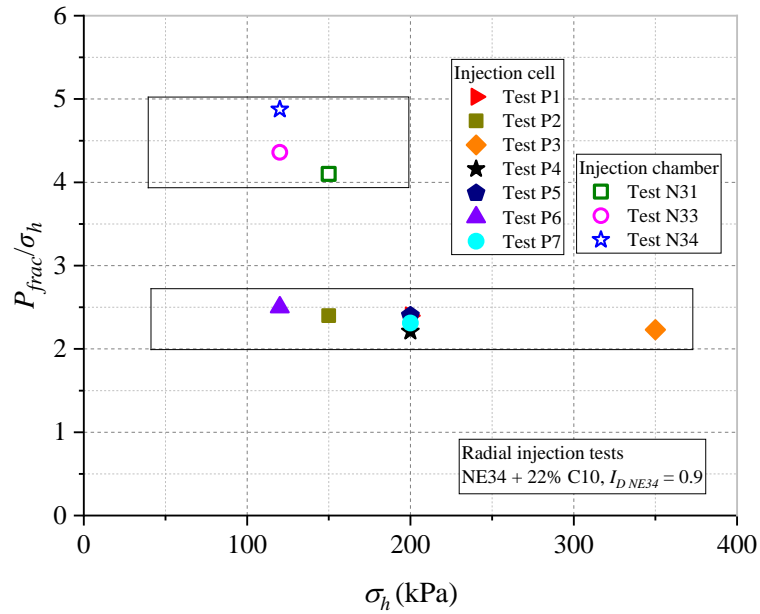 6
5
4
3
2
1
0
P_frac/σ_h
Injection cell
Test P1
Test P2
Test P3
Test P4
Test P5
Test P6
Test P7
Injection chamber
Test N31
Test N33
Test N34
Radial injection tests
NE34 + 22% C10, I_D NE34 = 0.9
0 100 200 300 400
σ_h (kPa)